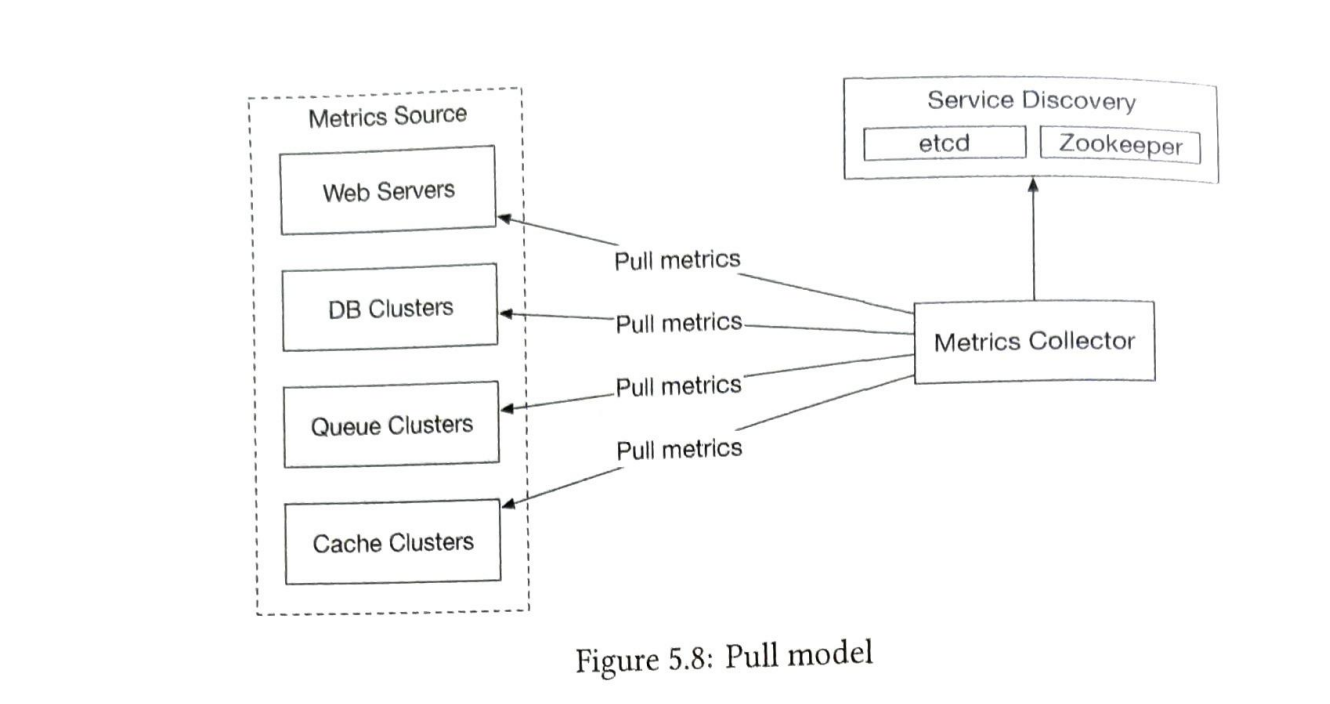 Metrics Source
Web Servers
DB Clusters
Queue Clusters
Cache Clusters
Pull metrics
Pull metrics
Pull metrics
Pull metrics
Service Discovery
etcd
Zookeeper
Metrics Collector
Figure 5.8: Pull model